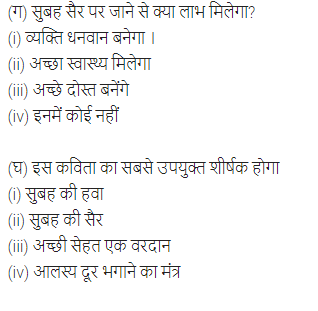 (ग) सुबह सैर पर जाने से क्या लाभ मिलेगा?
(i) व्यक्ति धनवान बनेगा ।
(ii) अच्छा स्वास्थ्य मिलेगा
(iii) अच्छे दोस्त बनेंगे
(iv) इनमें कोई नहीं
(घ) इस कविता का सबसे उपयुक्त शीर्षक होगा
(i) सुबह की हवा
(ii) सुबह की सैर
(iii) अच्छी सेहत एक वरदान
(iv) आलस्य दूर भगाने का मंत्र